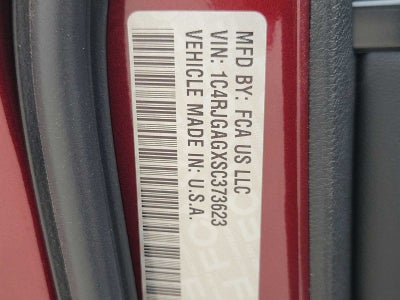 MFD BY: FCA US LLC
VIN: 1C4RJGAGXSC373623
VEHICLE MADE IN: U.S.A.